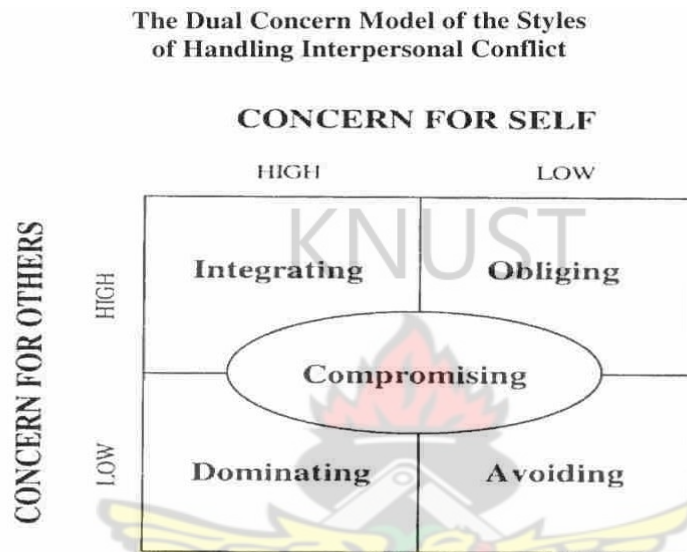 The Dual Concern Model of the Styles
of Handling Interpersonal Conflict
CONCERN FOR SELF
HIGH LOW
CONCERN FOR OTHERS
HIGH
LOW
KNUST
Integrating Obliging
Compromising
Dominating Avoiding